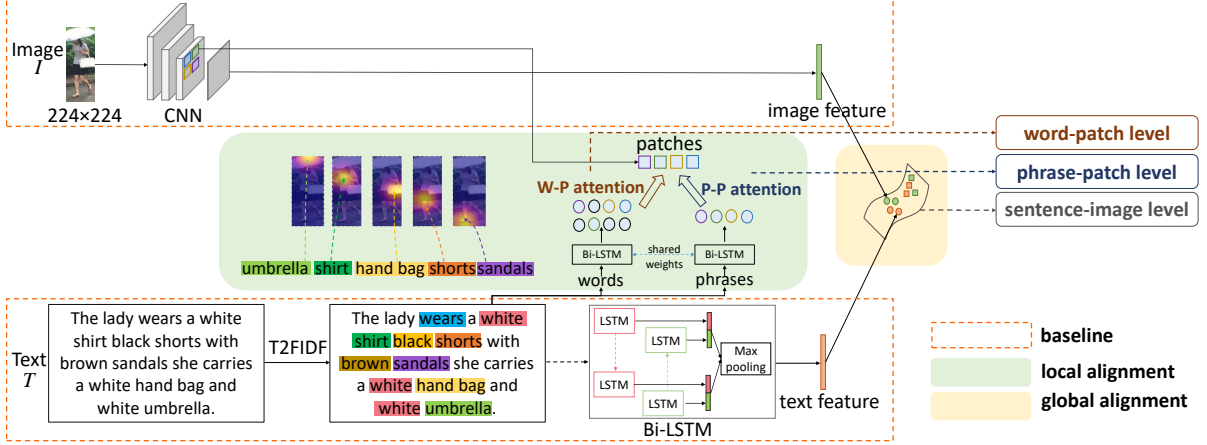 Image
I
224×224
CNN
image feature
patches
W-P attention
P-P attention
Bi-LSTM
shared
weights
Bi-LSTM
words
phrases
umbrella shirt hand bag shorts sandals
word-patch level
phrase-patch level
sentence-image level
Text
T
The lady wears a white
shirt black shorts with
brown sandals she carries
a white hand bag and
white umbrella.
T2FIDF
The lady wears a white
shirt black shorts with
brown sandals she carries
a white hand bag and
white umbrella.
LSTM
LSTM
LSTM
LSTM
Max
pooling
Bi-LSTM
text feature
baseline
local alignment
global alignment